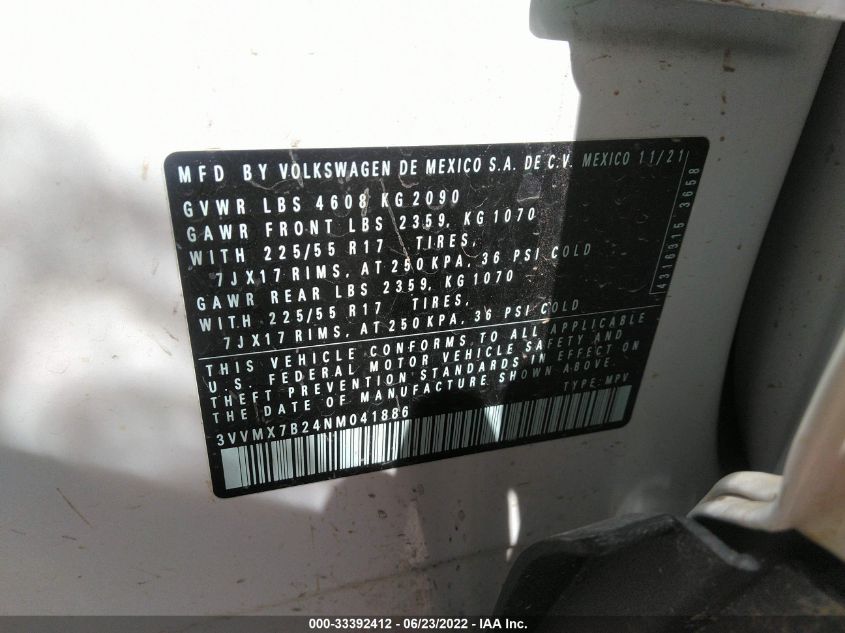 MFD BY VOLKSWAGEN DE MEXICO S.A. DE C.V. MEXICO 11/21
GVWR LBS 4608 KG 2090
GAWR FRONT LBS 2359, KG 1070
WITH 225/55 R17 TIRES,
7JX17 RIMS, AT 250KPA, 36 PSI COLD
GAWR REAR LBS 2359, KG 1070
WITH 225/55 R17 TIRES,
7JX17 RIMS, AT 250KPA, 36 PSI COLD
4316315 3658
THIS VEHICLE CONFORMS TO ALL APPLICABLE
U.S. FEDERAL MOTOR VEHICLE SAFETY AND
THEFT PREVENTION STANDARDS IN EFFECT ON
THE DATE OF MANUFACTURE SHOWN ABOVE.
TYPE: MPV
3VVMX7B24NM041886
000-33392412 - 06/23/2022 - IAA Inc.